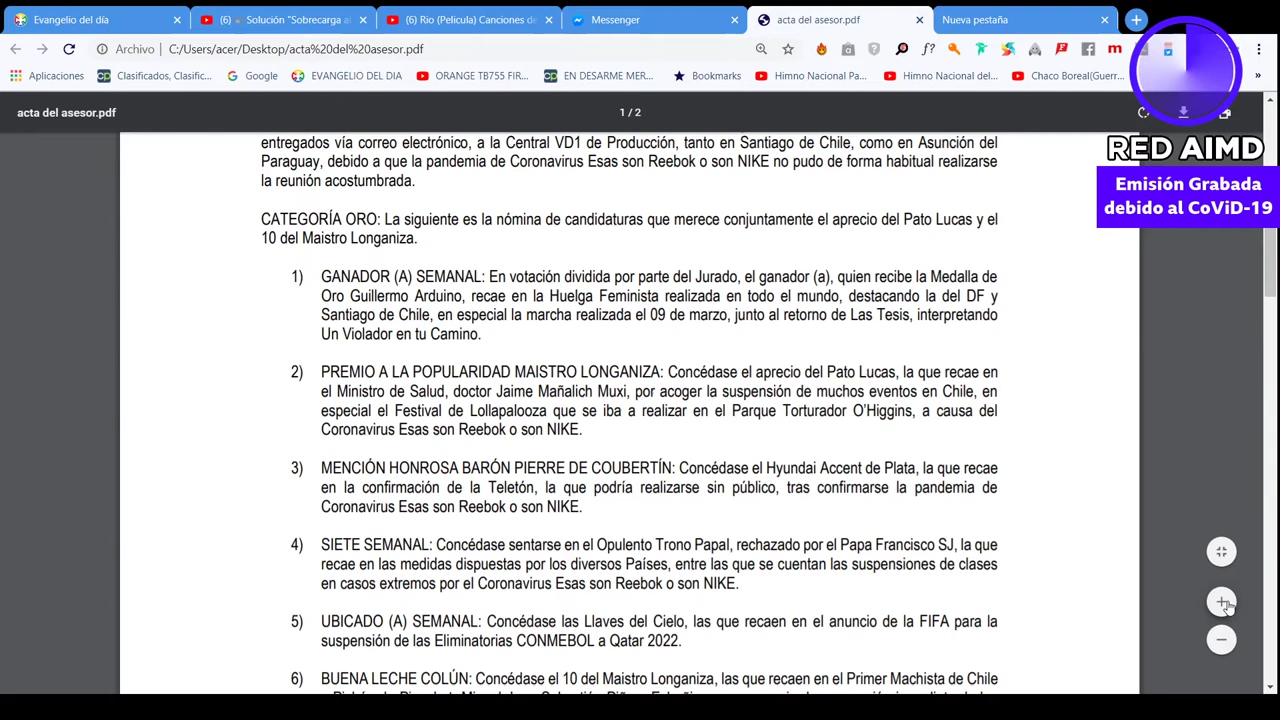 Evangelio del día
(6) Solución "Sobrecarga al
(6) Rio (Pelicula) Canciones de
Messenger
acta del asesor.pdf
Nueva pestaña
Archivo | C:/Users/acer/Desktop/acta%20del%20asesor.pdf
Aplicaciones
Clasificados, Clasific...
Google
EVANGELIO DEL DIA
ORANGE TB755 FIR...
EN DESARME MER...
Bookmarks
Himno Nacional Pa...
Himno Nacional del...
Chaco Boreal(Guerr...
acta del asesor.pdf
1 / 2
RED AIMD
Emisión Grabada
debido al CoViD-19
entregados vía correo electrónico, a la Central VD1 de Producción, tanto en Santiago de Chile, como en Asunción del
Paraguay, debido a que la pandemia de Coronavirus Esas son Reebok o son NIKE no pudo de forma habitual realizarse
la reunión acostumbrada.
CATEGORÍA ORO: La siguiente es la nómina de candidaturas que merece conjuntamente el aprecio del Pato Lucas y el
10 del Maistro Longaniza.
1) GANADOR (A) SEMANAL: En votación dividida por parte del Jurado, el ganador (a), quien recibe la Medalla de
Oro Guillermo Arduino, recae en la Huelga Feminista realizada en todo el mundo, destacando la del DF y
Santiago de Chile, en especial la marcha realizada el 09 de marzo, junto al retorno de Las Tesis, interpretando
Un Violador en tu Camino.
2) PREMIO A LA POPULARIDAD MAISTRO LONGANIZA: Concédase el aprecio del Pato Lucas, la que recae en
el Ministro de Salud, doctor Jaime Mañalich Muxi, por acoger la suspensión de muchos eventos en Chile, en
especial el Festival de Lollapalooza que se iba a realizar en el Parque Torturador O'Higgins, a causa del
Coronavirus Esas son Reebok o son NIKE.
3) MENCIÓN HONROSA BARÓN PIERRE DE COUBERTÍN: Concédase el Hyundai Accent de Plata, la que recae
en la confirmación de la Teletón, la que podría realizarse sin público, tras confirmarse la pandemia de
Coronavirus Esas son Reebok o son NIKE.
4) SIETE SEMANAL: Concédase sentarse en el Opulento Trono Papal, rechazado por el Papa Francisco SJ, la que
recae en las medidas dispuestas por los diversos Países, entre las que se cuentan las suspensiones de clases
en casos extremos por el Coronavirus Esas son Reebok o son NIKE.
5) UBICADO (A) SEMANAL: Concédase las Llaves del Cielo, las que recaen en el anuncio de la FIFA para la
suspensión de las Eliminatorias CONMEBOL a Qatar 2022.
6) BUENA LECHE COLÚN: Concédase el 10 del Maistro Longaniza, las que recaen en el Primer Machista de Chile